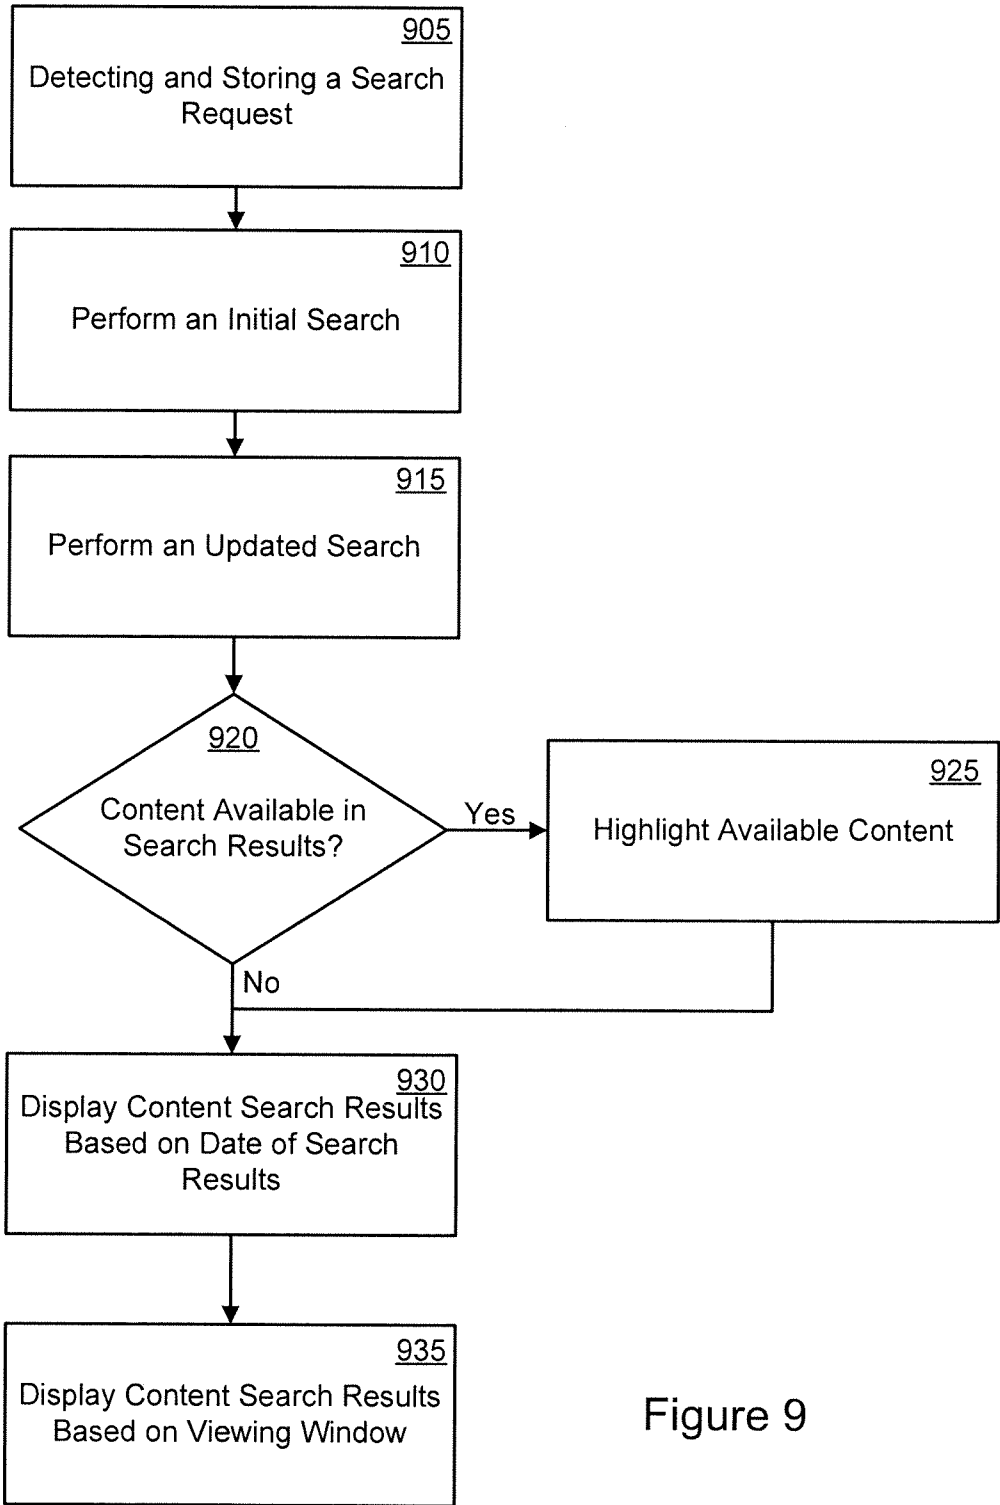 905
Detecting and Storing a Search
Request
910
Perform an Initial Search
915
Perform an Updated Search
920
Content Available in
Search Results?
Yes
925
Highlight Available Content
No
930
Display Content Search Results
Based on Date of Search
Results
935
Display Content Search Results
Based on Viewing Window
Figure 9